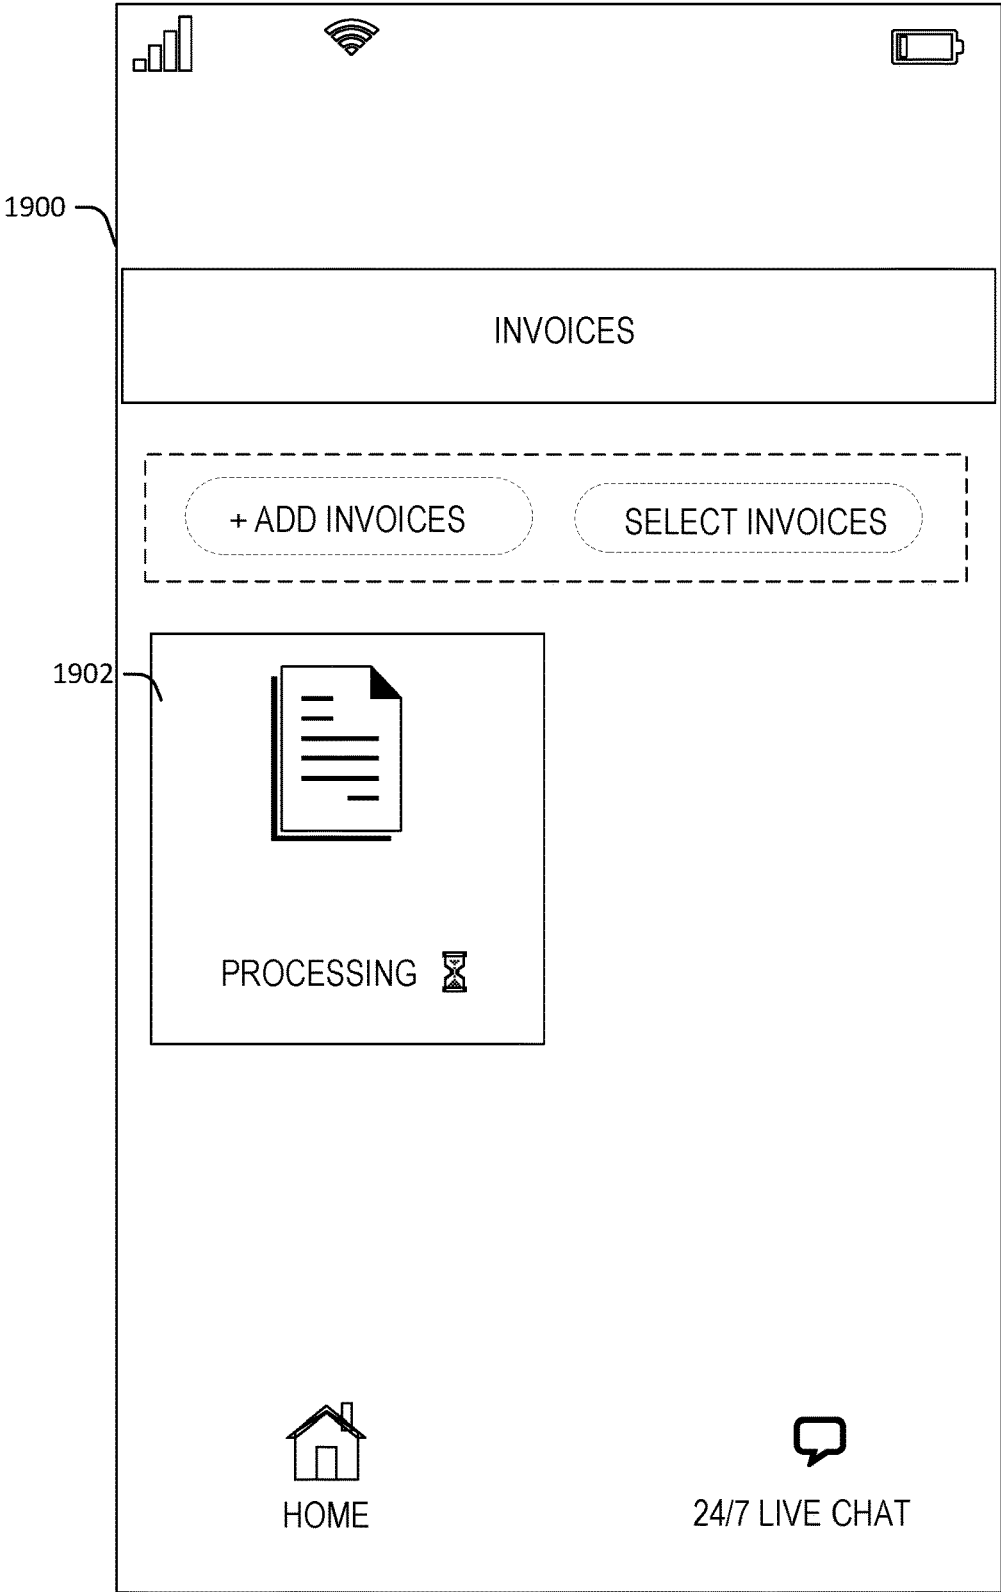 1900
INVOICES
+ ADD INVOICES
SELECT INVOICES
1902
PROCESSING
HOME
24/7 LIVE CHAT